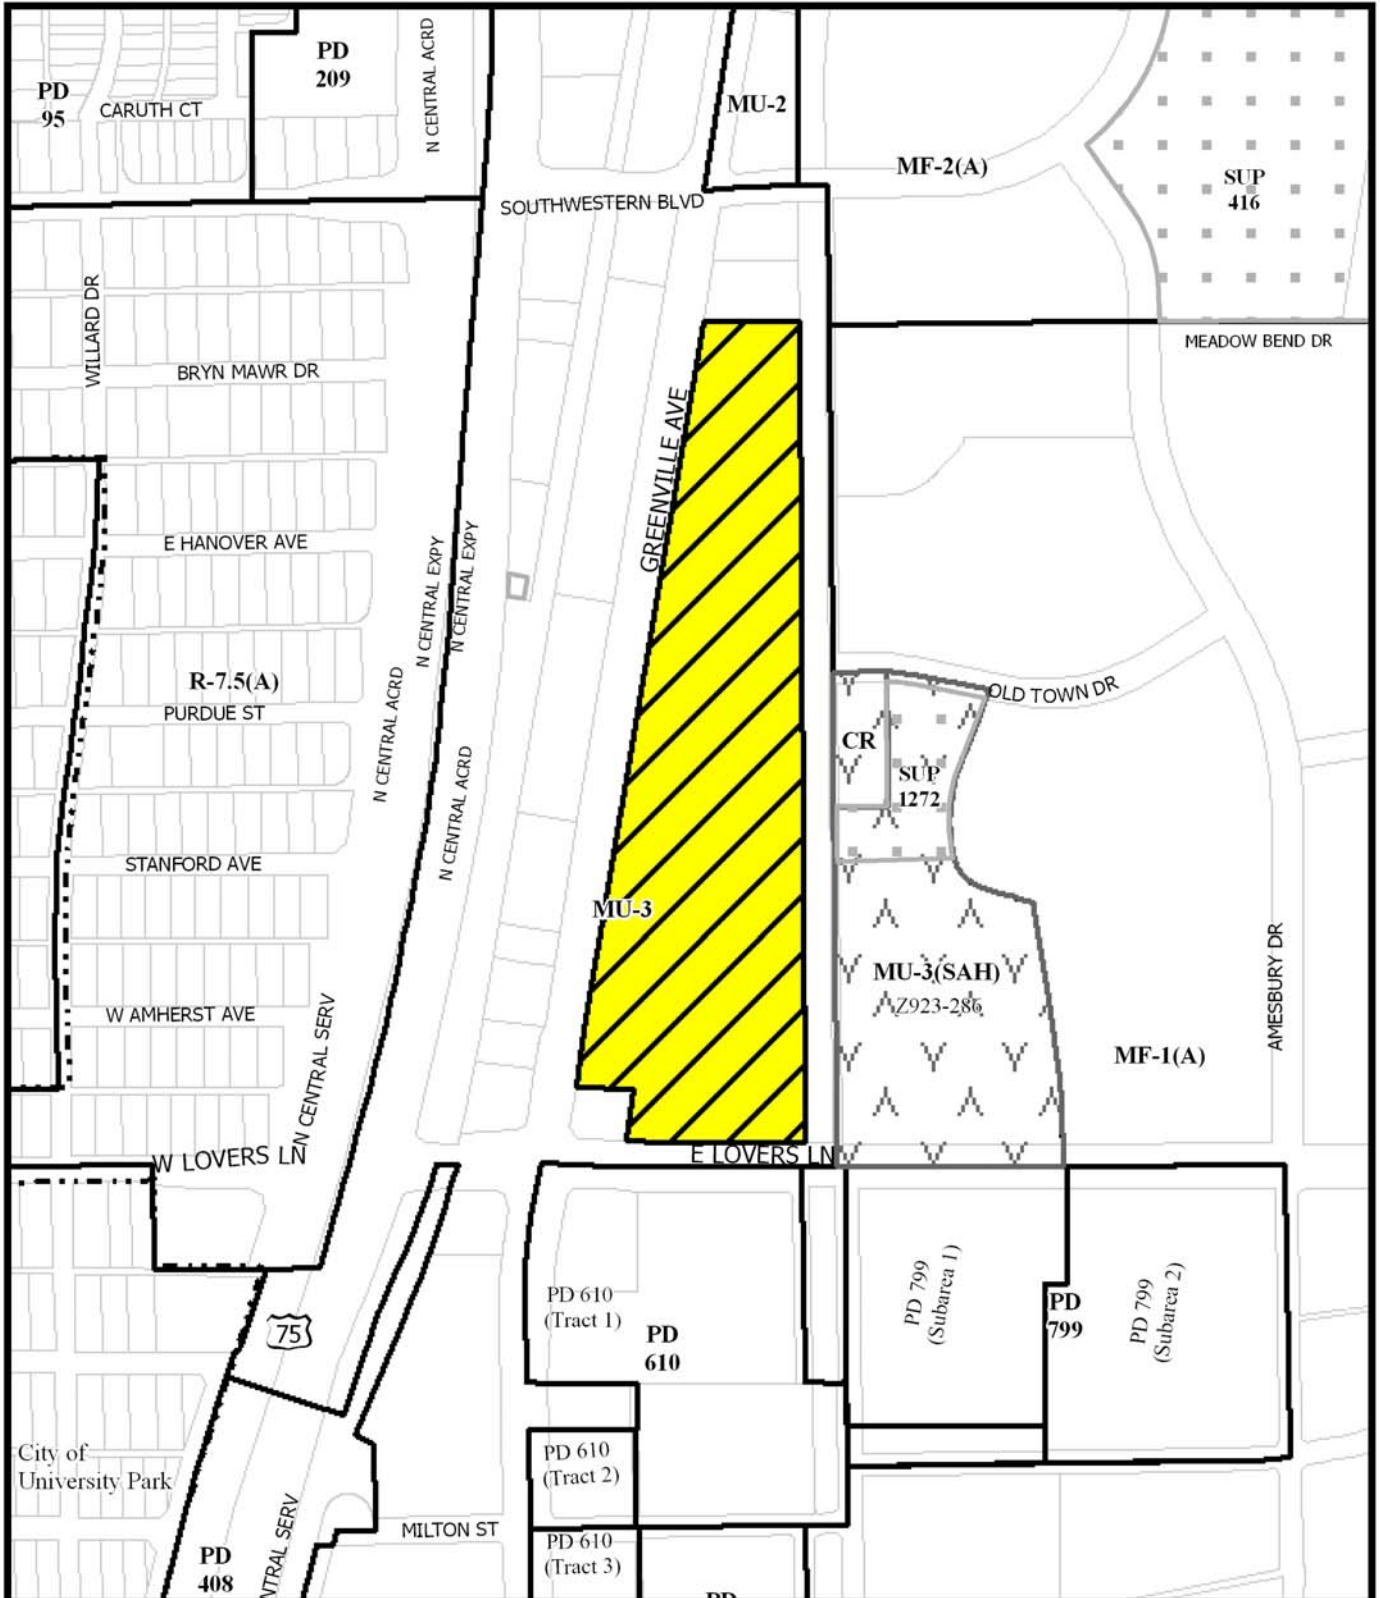 PD
209
N CENTRAL ACRD
PD
95
CARUTH CT
MU-2
MF-2(A)
SUP
416
SOUTHWESTERN BLVD
WILLARD DR
MEADOW BEND DR
BRYN MAWR DR
GREENVILLE AVE
E HANOVER AVE
N CENTRAL EXPY
N CENTRAL EXPY
R-7.5(A)
PURDUE ST
N CENTRAL ACRD
N CENTRAL ACRD
OLD TOWN DR
CR
SUP
1272
STANFORD AVE
MU-3
MU-3(SAH)
Z923-286
AMESBURY DR
W AMHERST AVE
N CENTRAL SERV
MF-1(A)
W LOVERS LN
E LOVERS LN
PD 610
(Tract 1)
PD
610
PD 799
(Subarea 1)
PD
799
PD 799
(Subarea 2)
75
City of
University Park
PD 610
(Tract 2)
MILTON ST
PD 610
(Tract 3)
PD
408
NTRAL SERV
PD